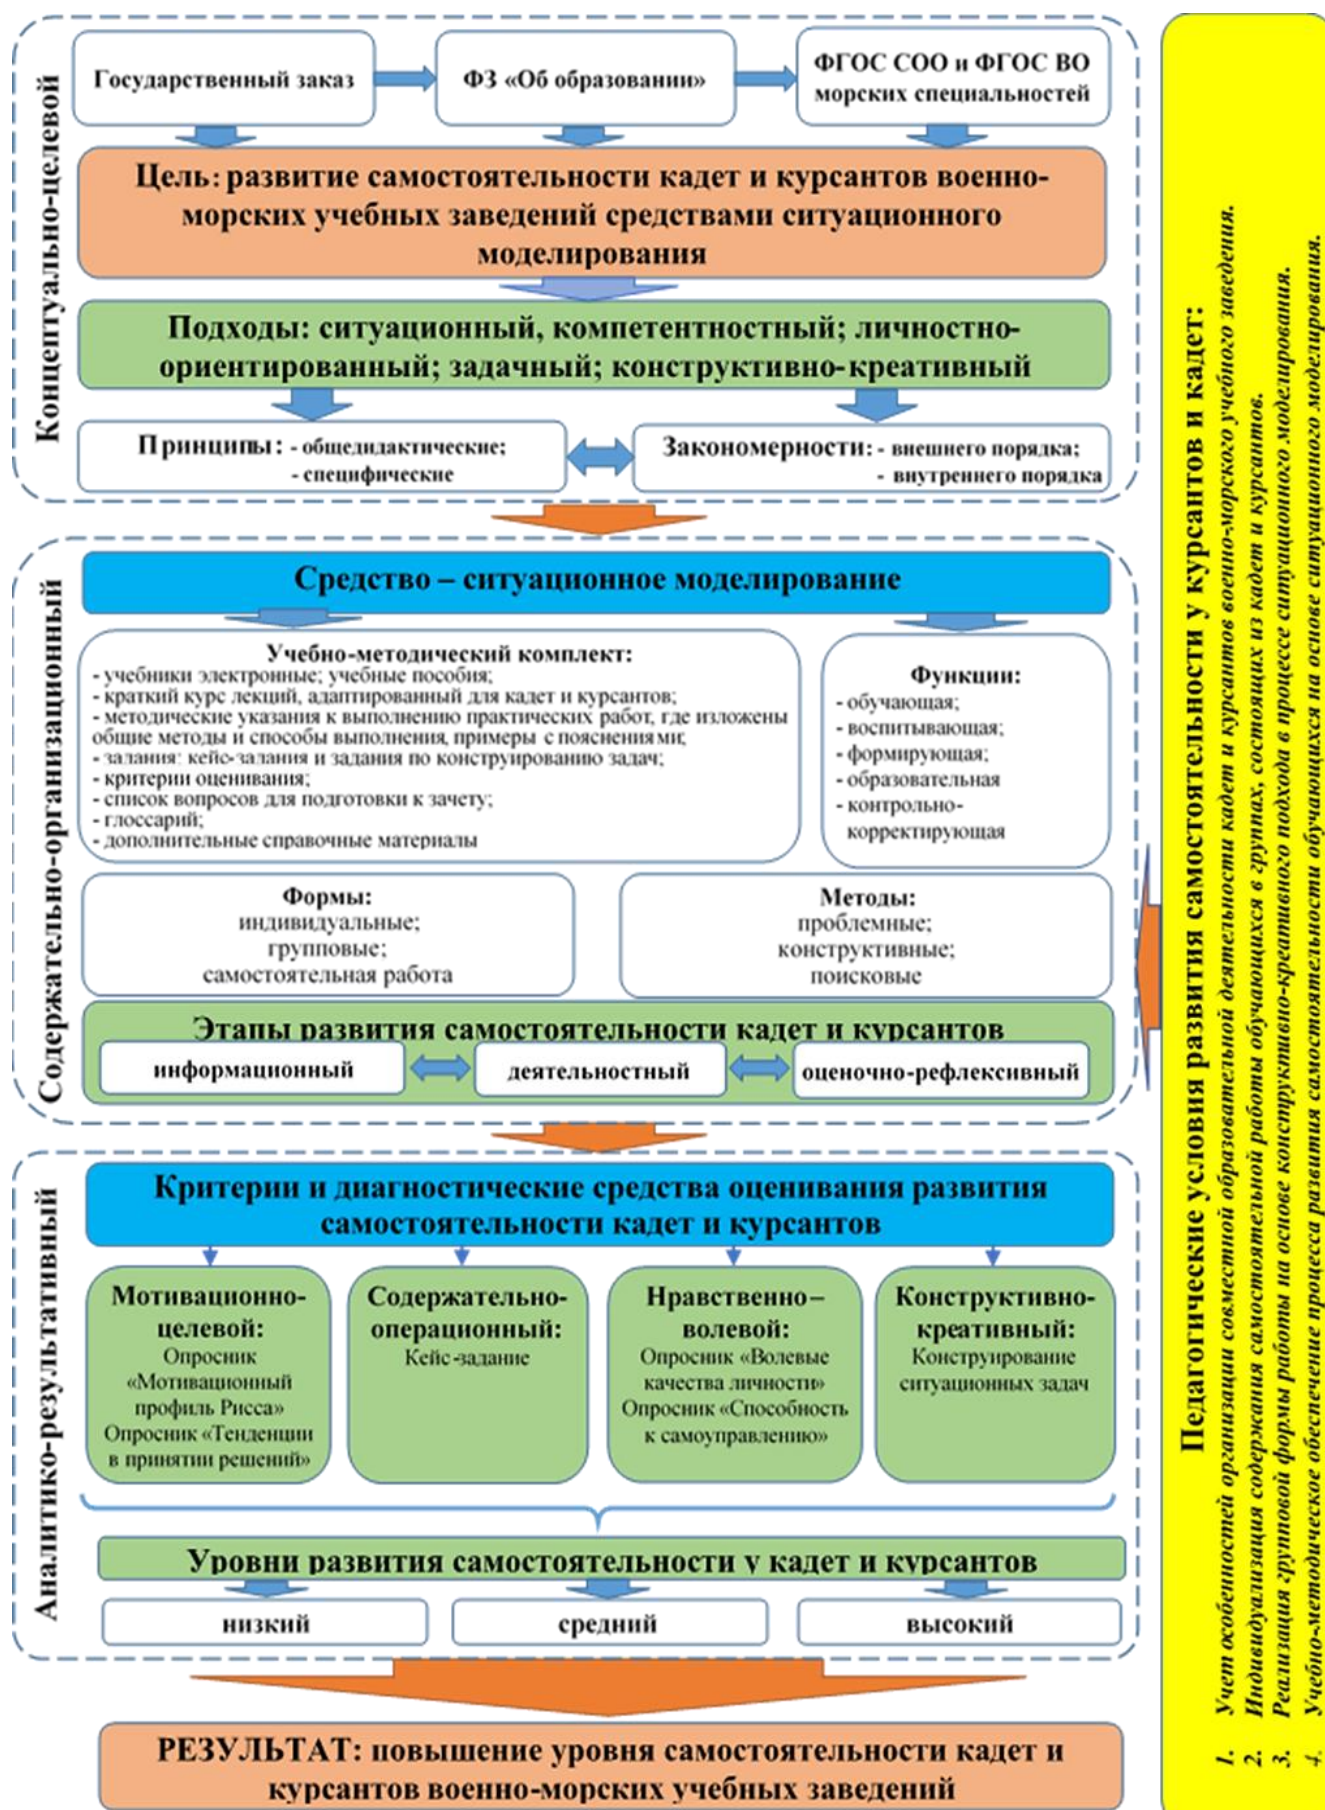 Концептуально-целевой
Государственный заказ
ФЗ «Об образовании»
ФГОС СОО и ФГОС ВО
морских специальностей
Цель: развитие самостоятельности кадет и курсантов военно-
морских учебных заведений средствами ситуационного
моделирования
Подходы: ситуационный, компетентностный; личностно-
ориентированный; задачный; конструктивно-креативный
Принципы: - общедидактические;
- специфические
Закономерности: - внешнего порядка;
- внутреннего порядка
Содержательно-организационный
Средство – ситуационное моделирование
Учебно-методический комплект:
- учебники электронные; учебные пособия;
- краткий курс лекций, адаптированный для кадет и курсантов;
- методические указания к выполнению практических работ, где изложены
общие методы и способы выполнения, примеры с пояснениями;
- задания: кейс-задания и задания по конструированию задач;
- критерии оценивания;
- список вопросов для подготовки к зачету;
- глоссарий;
- дополнительные справочные материалы
Функции:
- обучающая;
- воспитывающая;
- формирующая;
- образовательная
- контрольно-
корректирующая
Формы:
индивидуальные;
групповые;
самостоятельная работа
Методы:
проблемные;
конструктивные;
поисковые
Этапы развития самостоятельности кадет и курсантов
информационный
деятельностный
оценочно-рефлексивный
Аналитико-результативный
Критерии и диагностические средства оценивания развития
самостоятельности кадет и курсантов
Мотивационно-
целевой:
Опросник
«Мотивационный
профиль Рисса»
Опросник «Тенденции
в принятии решений»
Содержательно-
операционный:
Кейс-задание
Нравственно–
волевой:
Опросник «Волевые
качества личности»
Опросник «Способность
к самоуправлению»
Конструктивно-
креативный:
Конструирование
ситуационных задач
Уровни развития самостоятельности у кадет и курсантов
низкий
средний
высокий
РЕЗУЛЬТАТ: повышение уровня самостоятельности кадет и
курсантов военно-морских учебных заведений
Педагогические условия развития самостоятельности у курсантов и кадет:
1. Учет особенностей организации совместной образовательной деятельности кадет и курсантов военно-морского учебного заведения.
2. Индивидуализация содержания самостоятельной работы обучающихся в группах, состоящих из кадет и курсантов.
3. Реализация групповой формы работы на основе конструктивно-креативного подхода в процессе ситуационного моделирования.
4. Учебно-методическое обеспечение процесса развития самостоятельности обучающихся на основе ситуационного моделирования.